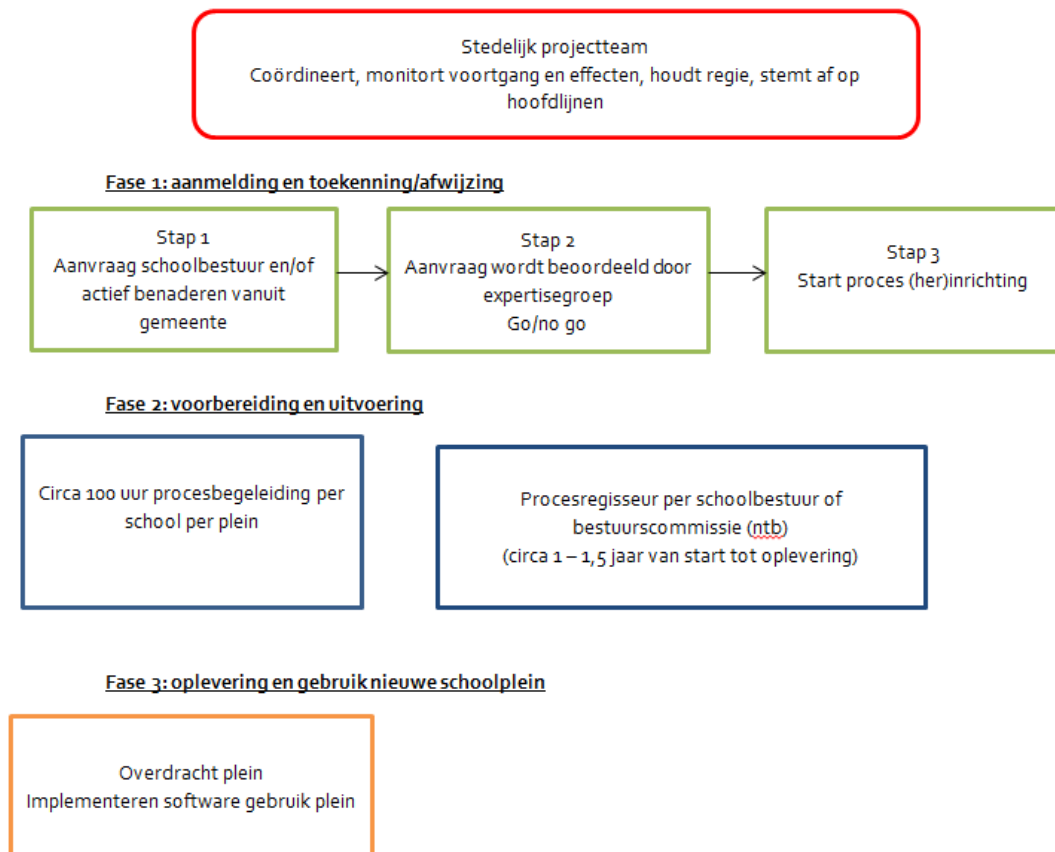 Stedelijk projectteam
Coördineert, monitort voortgang en effecten, houdt regie, stemt af op
hoofdlijnen
Fase 1: aanmelding en toekenning/afwijzing
Stap 1
Aanvraag schoolbestuur en/of
actief benaderen vanuit
gemeente
Stap 2
Aanvraag wordt beoordeeld door
expertisegroep
Go/no go
Stap 3
Start proces (her)inrichting
Fase 2: voorbereiding en uitvoering
Circa 100 uur procesbegeleiding per
school per plein
Procesregisseur per schoolbestuur of
bestuurscommissie (ntb)
(circa 1 – 1,5 jaar van start tot oplevering)
Fase 3: oplevering en gebruik nieuwe schoolplein
Overdracht plein
Implementeren software gebruik plein